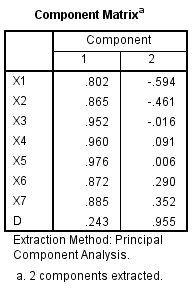 Component Matrixa
Component
1 2
X1 .802 -.594
X2 .865 -.461
X3 .952 -.016
X4 .960 .091
X5 .976 .006
X6 .872 .290
X7 .885 .352
D .243 .955
Extraction Method: Principal
Component Analysis.
a. 2 components extracted.